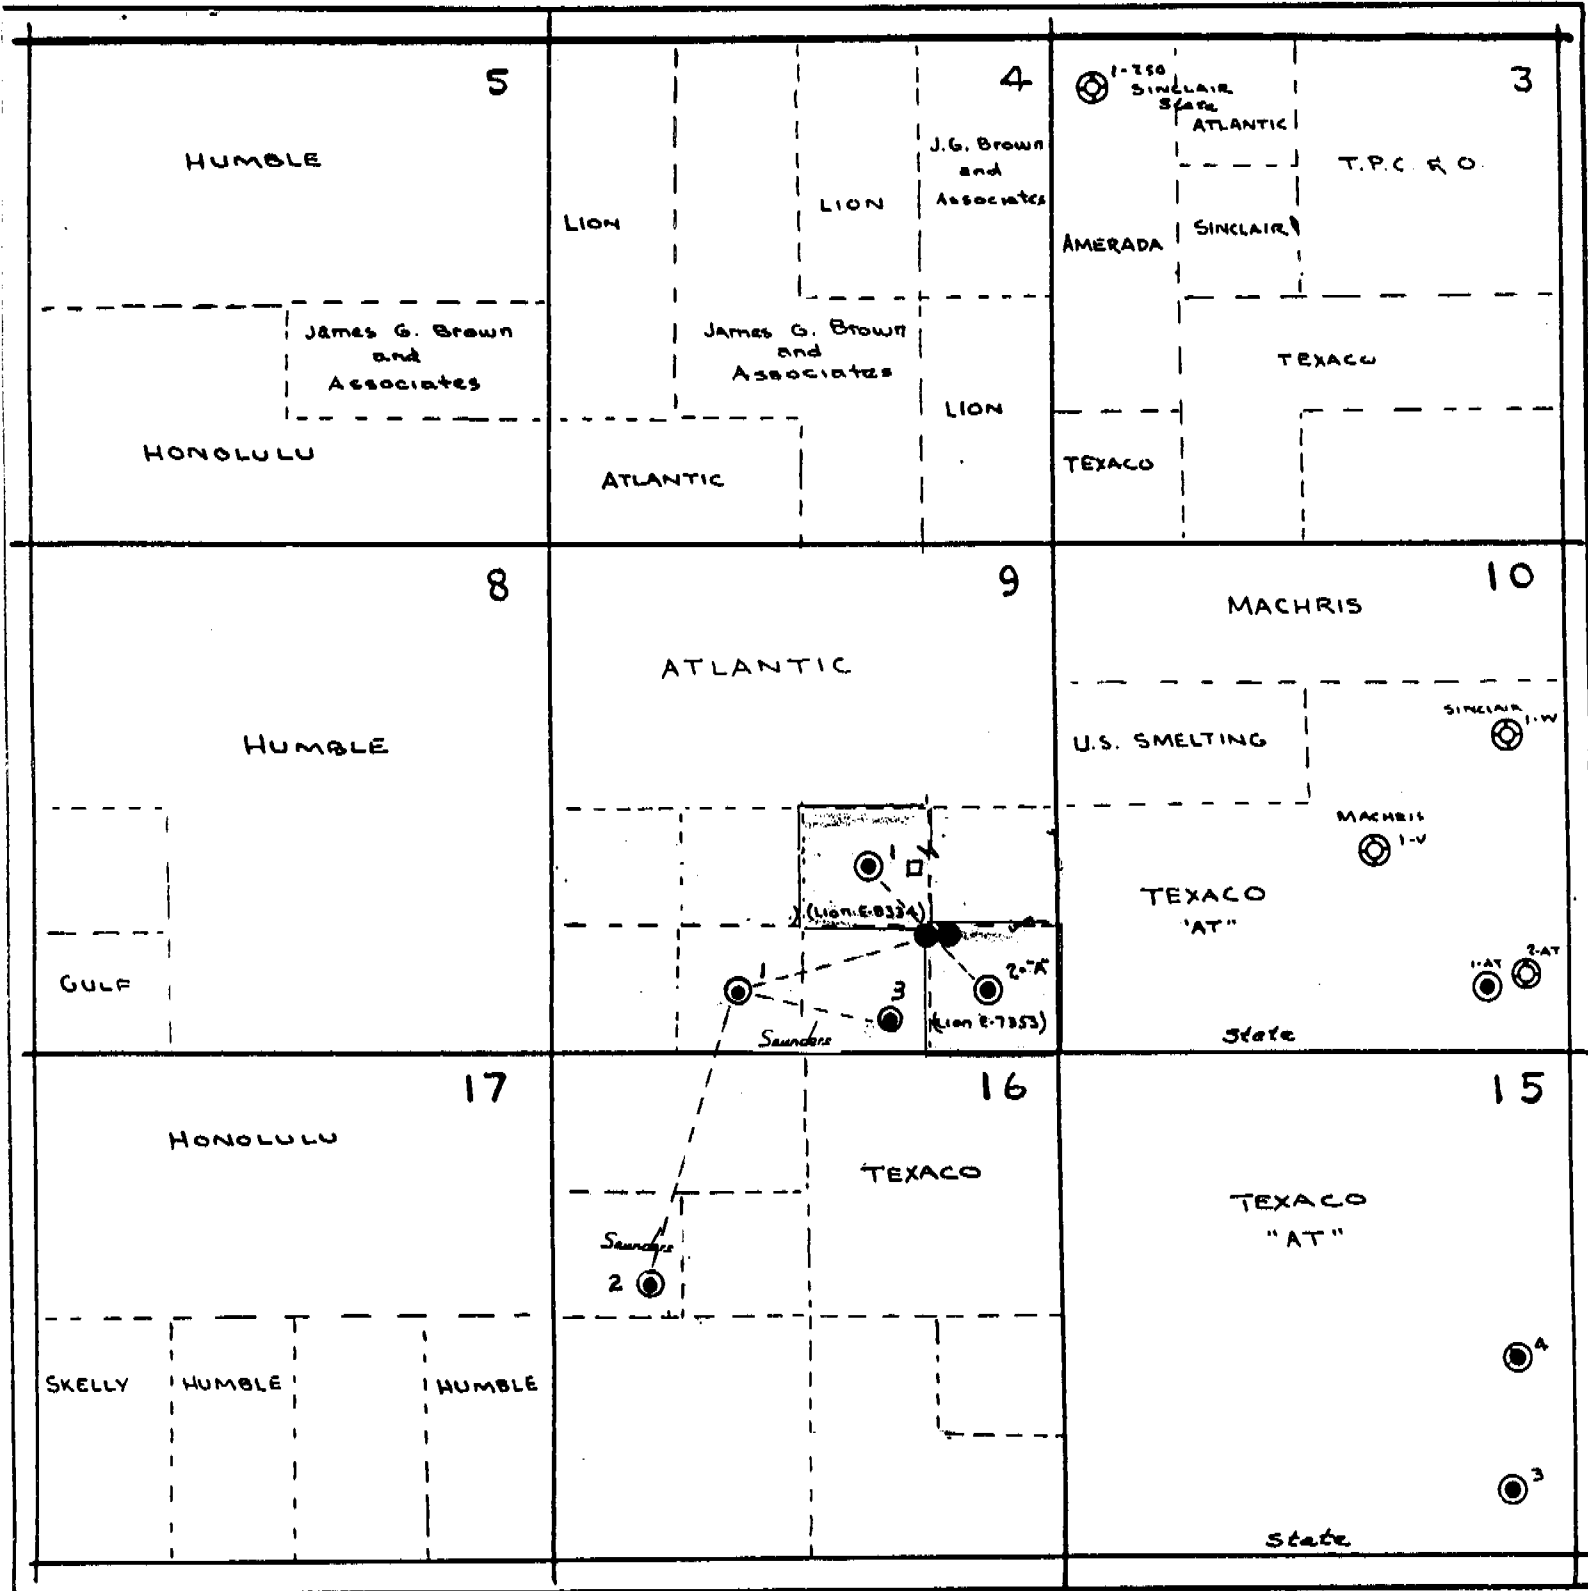 5
HUMBLE
James G. Brown
and
Associates
HONOLULU
4
LION
LION
J.G. Brown
and
Associates
James G. Brown
and
Associates
LION
ATLANTIC
3
1-250
SINCLAIR
State
ATLANTIC
T.P.C. & O.
SINCLAIR
AMERADA
TEXACO
TEXACO
8
HUMBLE
GULF
9
ATLANTIC
1
(Lion E-8334)
1
2-"A"
3
(Lion E-7353)
Saunders
10
MACHRIS
SINCLAIR
1-W
U.S. SMELTING
MACHRIS
1-V
TEXACO
"AT"
1-AT
2-AT
State
17
HONOLULU
SKELLY
HUMBLE
HUMBLE
16
TEXACO
Saunders
2
15
TEXACO
"AT"
4
3
State